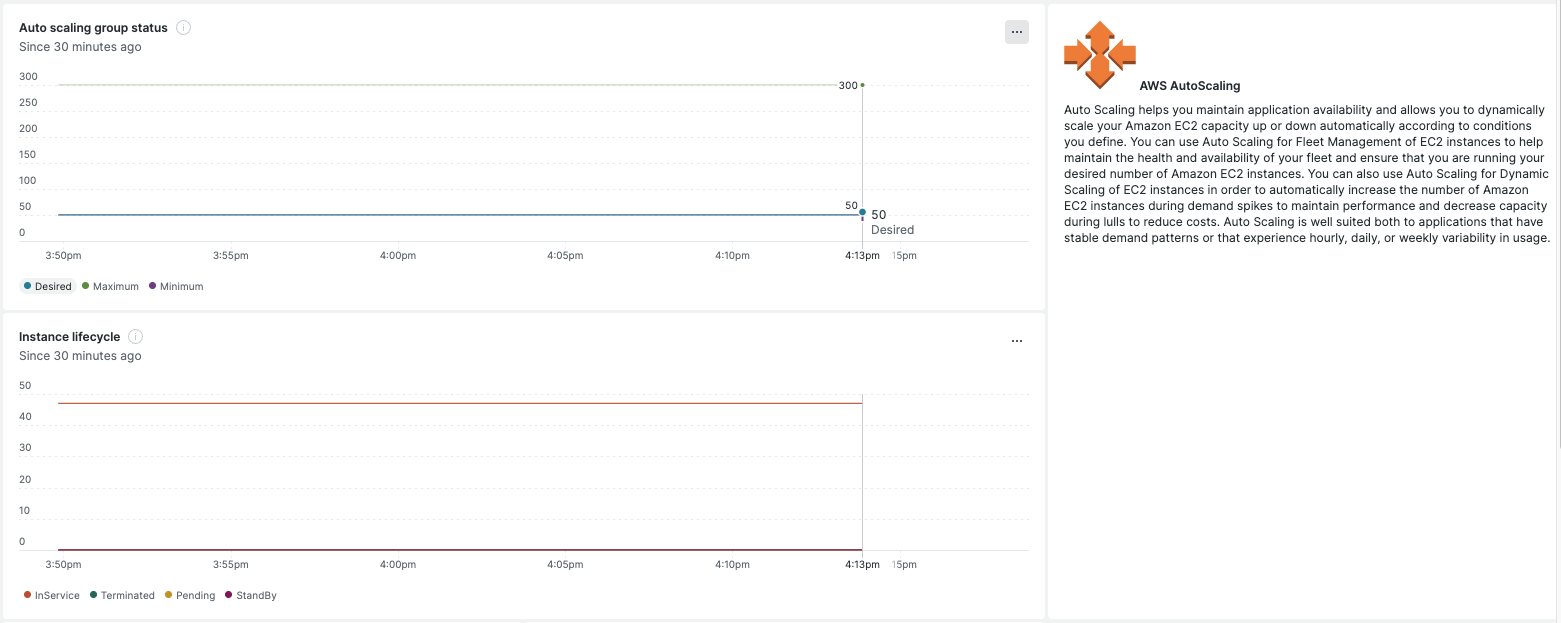 Auto scaling group status
Since 30 minutes ago
...
300
250
200
150
100
50
0
300
50
50
Desired
3:50pm 3:55pm 4:00pm 4:05pm 4:10pm 4:13pm 15pm
Desired Maximum Minimum
Instance lifecycle
Since 30 minutes ago
...
50
40
30
20
10
0
3:50pm 3:55pm 4:00pm 4:05pm 4:10pm 4:13pm 15pm
InService Terminated Pending StandBy
AWS AutoScaling
Auto Scaling helps you maintain application availability and allows you to dynamically
scale your Amazon EC2 capacity up or down automatically according to conditions
you define. You can use Auto Scaling for Fleet Management of EC2 instances to help
maintain the health and availability of your fleet and ensure that you are running your
desired number of Amazon EC2 instances. You can also use Auto Scaling for Dynamic
Scaling of EC2 instances in order to automatically increase the number of Amazon
EC2 instances during demand spikes to maintain performance and decrease capacity
during lulls to reduce costs. Auto Scaling is well suited both to applications that have
stable demand patterns or that experience hourly, daily, or weekly variability in usage.